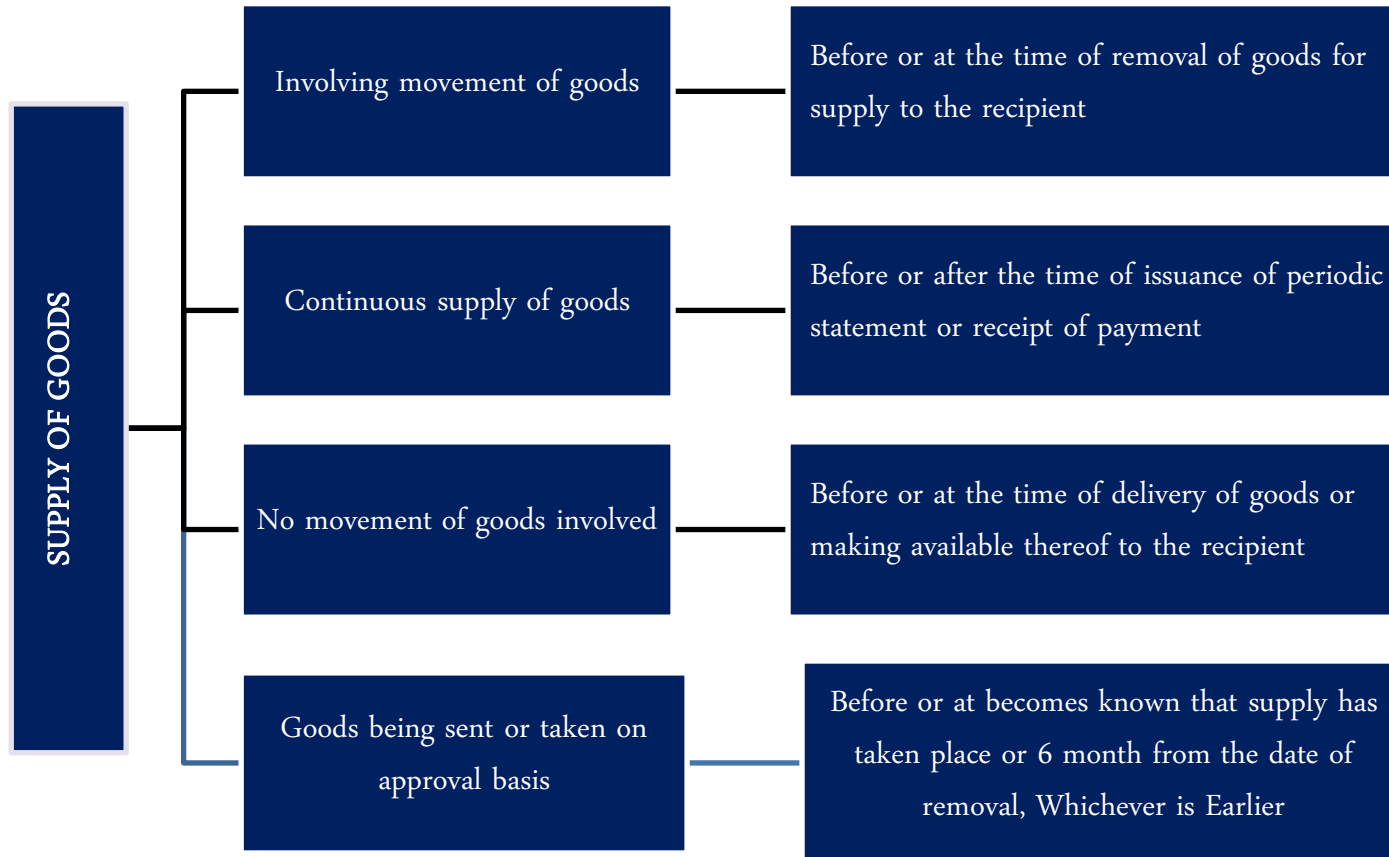 SUPPLY OF GOODS
Involving movement of goods
Before or at the time of removal of goods for
supply to the recipient
Continuous supply of goods
Before or after the time of issuance of periodic
statement or receipt of payment
No movement of goods involved
Before or at the time of delivery of goods or
making available thereof to the recipient
Goods being sent or taken on
approval basis
Before or at becomes known that supply has
taken place or 6 month from the date of
removal, Whichever is Earlier